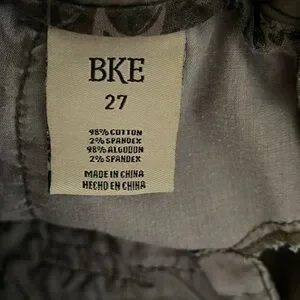 BKE
27
98% COTTON
2% SPANDEX
98% ALGODON
2% SPANDEX
MADE IN CHINA
HECHO EN CHINA